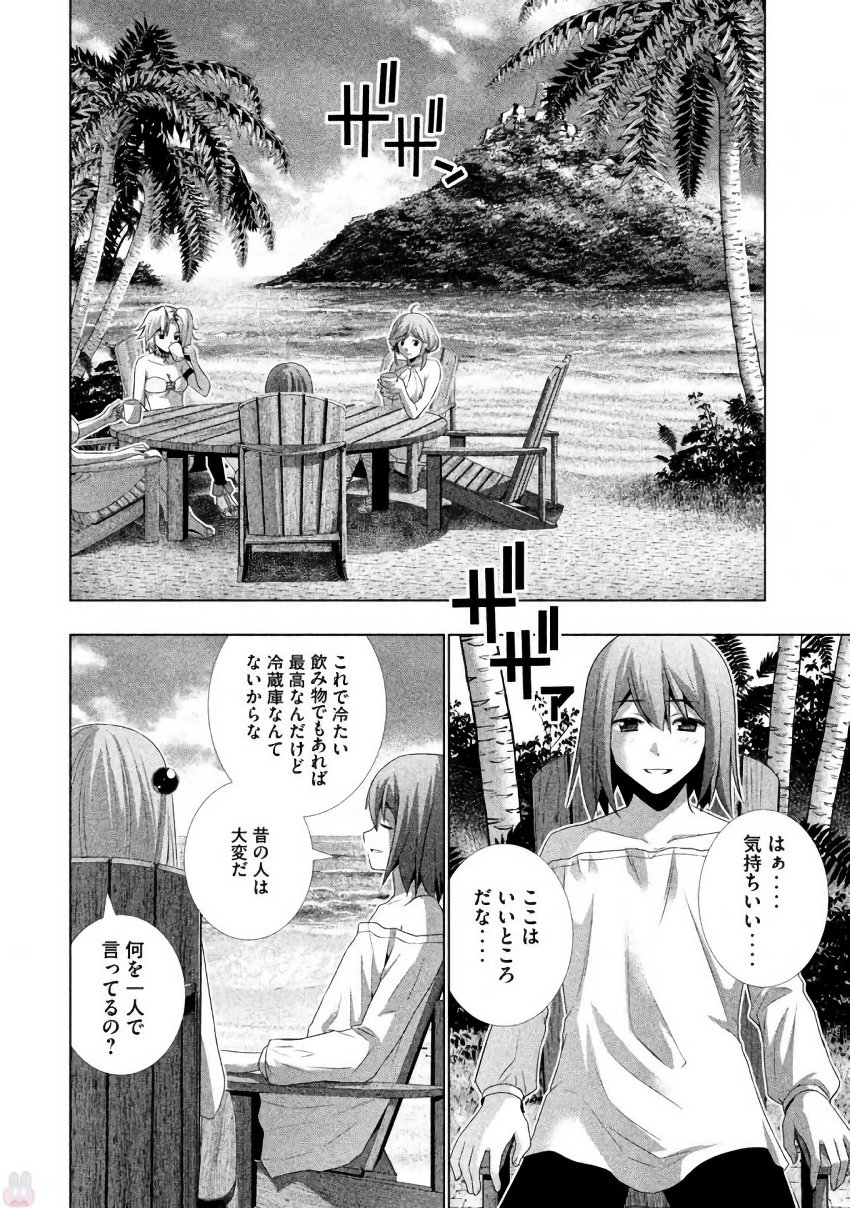 ザザザン
ザザァ
はぁ‥‥
気持ちいい‥‥
ここは
いいところ
だな‥‥
これで冷たい
飲み物でもあれば
最高なんだけど
冷蔵庫なんて
ないからな
昔の人は
大変だ
何を一人で
言ってるの?